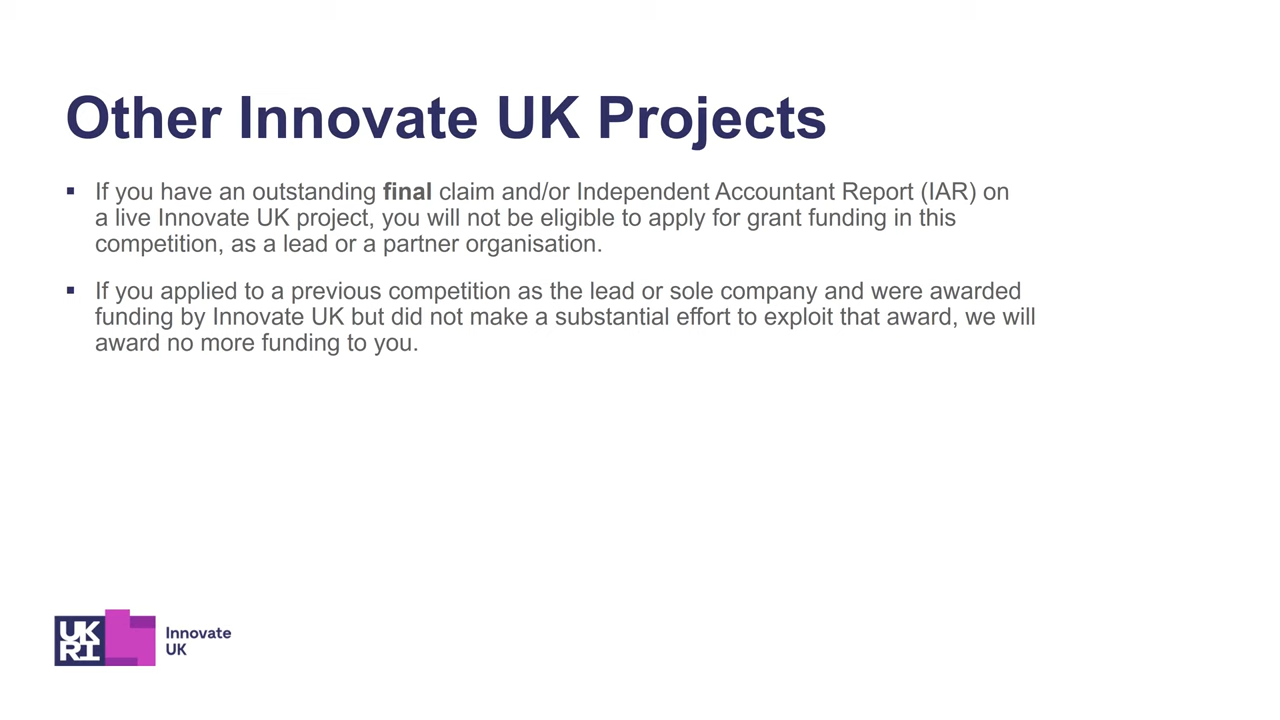 Other Innovate UK Projects
▪ If you have an outstanding final claim and/or Independent Accountant Report (IAR) on
a live Innovate UK project, you will not be eligible to apply for grant funding in this
competition, as a lead or a partner organisation.
▪ If you applied to a previous competition as the lead or sole company and were awarded
funding by Innovate UK but did not make a substantial effort to exploit that award, we will
award no more funding to you.
UK
RI
Innovate
UK